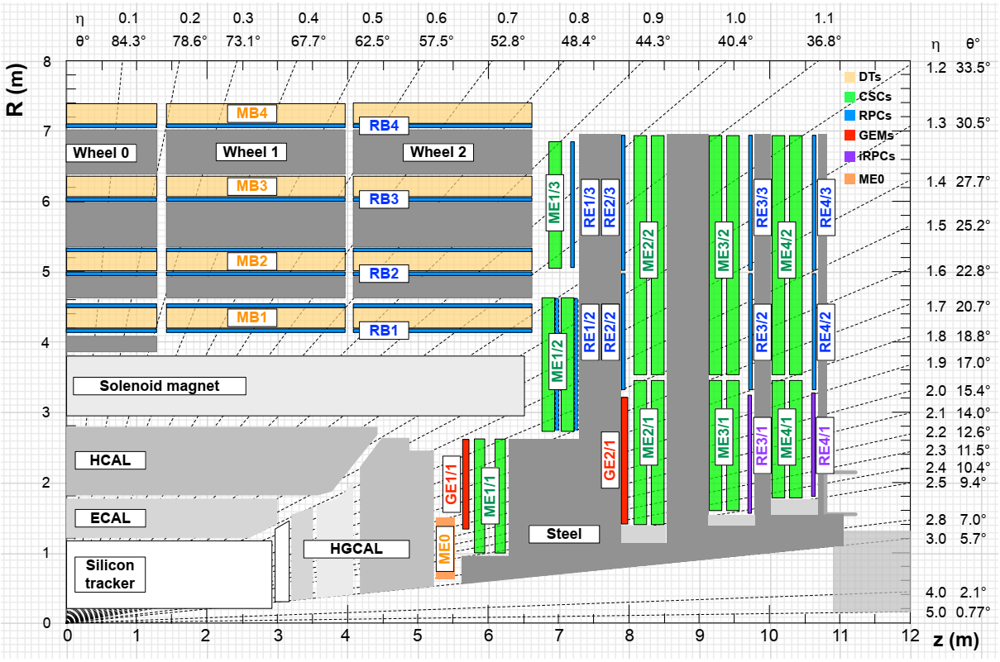 η 0.1 0.2 0.3 0.4 0.5 0.6 0.7 0.8 0.9 1.0 1.1
θ° 84.3° 78.6° 73.1° 67.7° 62.5° 57.5° 52.8° 48.4° 44.3° 40.4° 36.8° η θ°
R (m)
8
7
6
5
4
3
2
1
0
1.2 33.5°
1.3 30.5°
1.4 27.7°
1.5 25.2°
1.6 22.8°
1.7 20.7°
1.8 18.8°
1.9 17.0°
2.0 15.4°
2.1 14.0°
2.2 12.6°
2.3 11.5°
2.4 10.4°
2.5 9.4°
2.8 7.0°
3.0 5.7°
4.0 2.1°
5.0 0.77°
DTs
CSCs
RPCs
GEMs
iRPCs
ME0
MB4
RB4
Wheel 0
Wheel 1
Wheel 2
MB3
RB3
MB2
RB2
MB1
RB1
Solenoid magnet
HCAL
ECAL
Silicon
tracker
HGCAL
Steel
ME1/3
RE1/3
RE2/3
ME2/2
ME3/2
RE3/3
ME4/2
RE4/3
ME1/2
RE1/2
RE2/2
RE3/2
RE4/2
GE1/1
ME1/1
ME0
GE2/1
ME2/1
ME3/1
RE3/1
ME4/1
RE4/1
0 1 2 3 4 5 6 7 8 9 10 11 12
z (m)